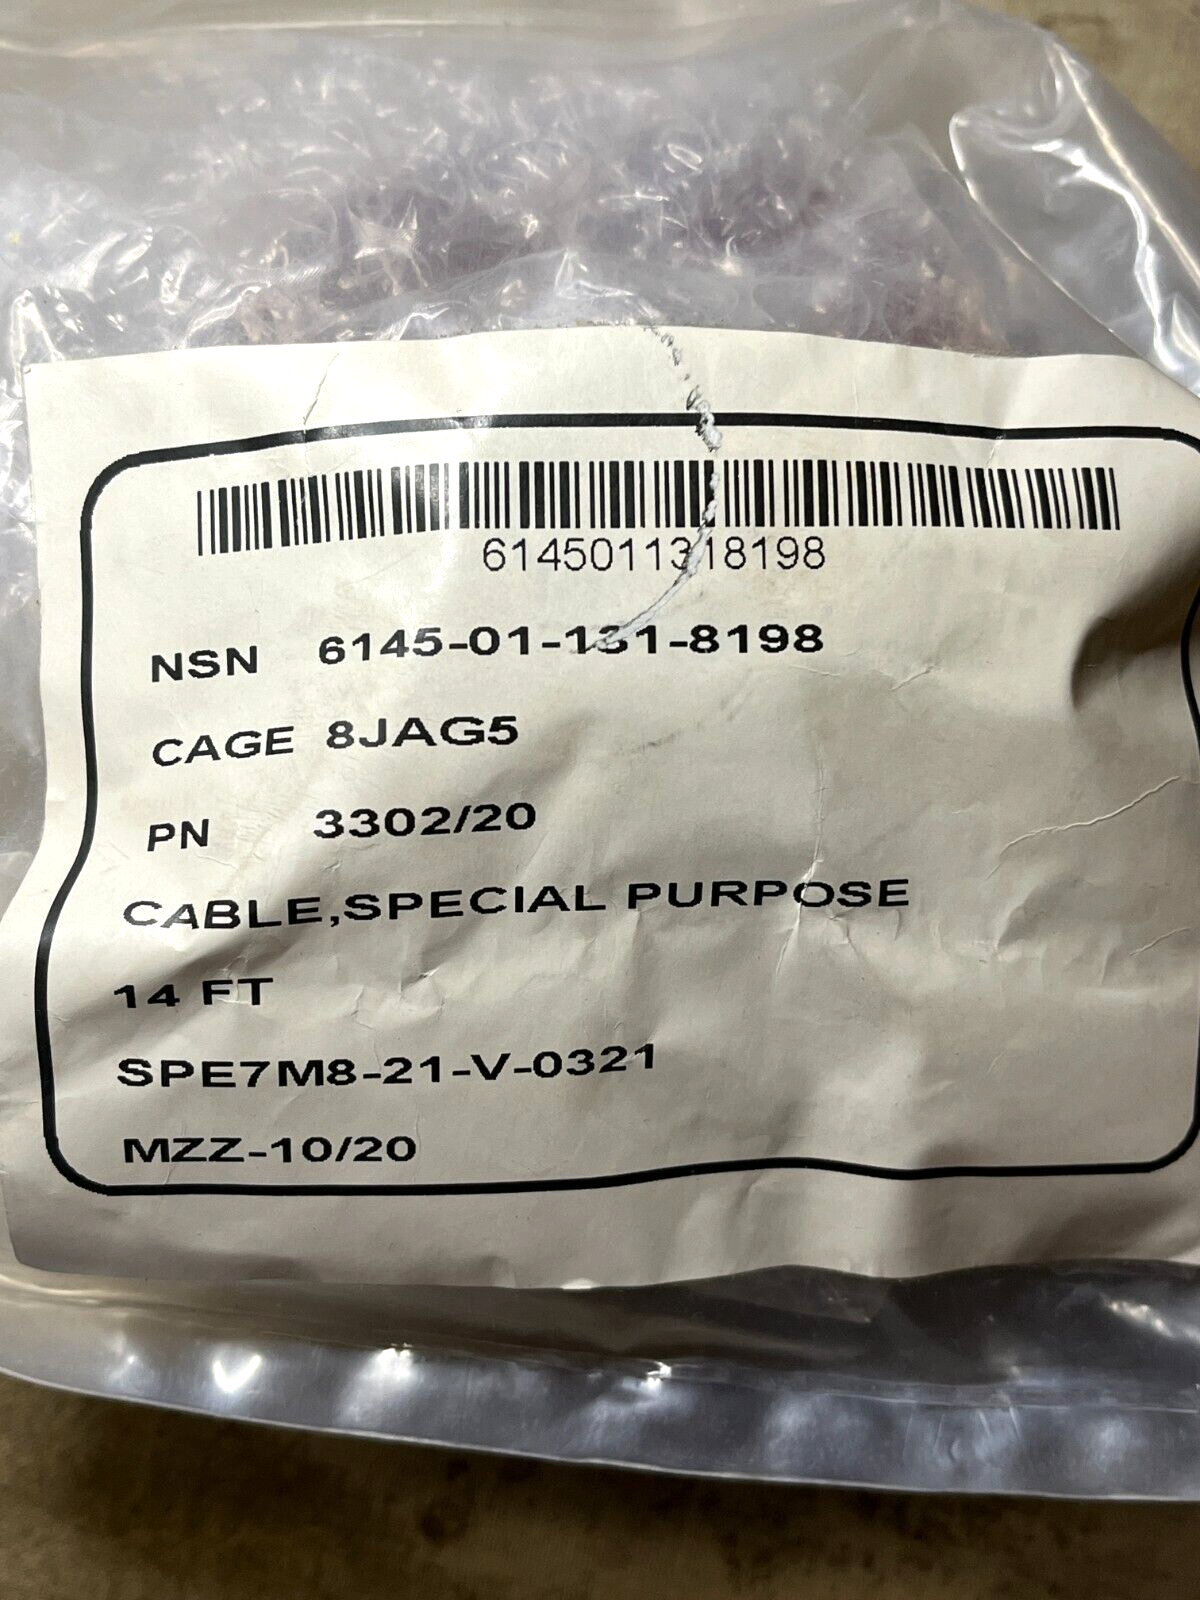 6145011318198
NSN 6145-01-131-8198
CAGE 8JAG5
PN 3302/20
CABLE,SPECIAL PURPOSE
14 FT
SPE7M8-21-V-0321
MZZ-10/20